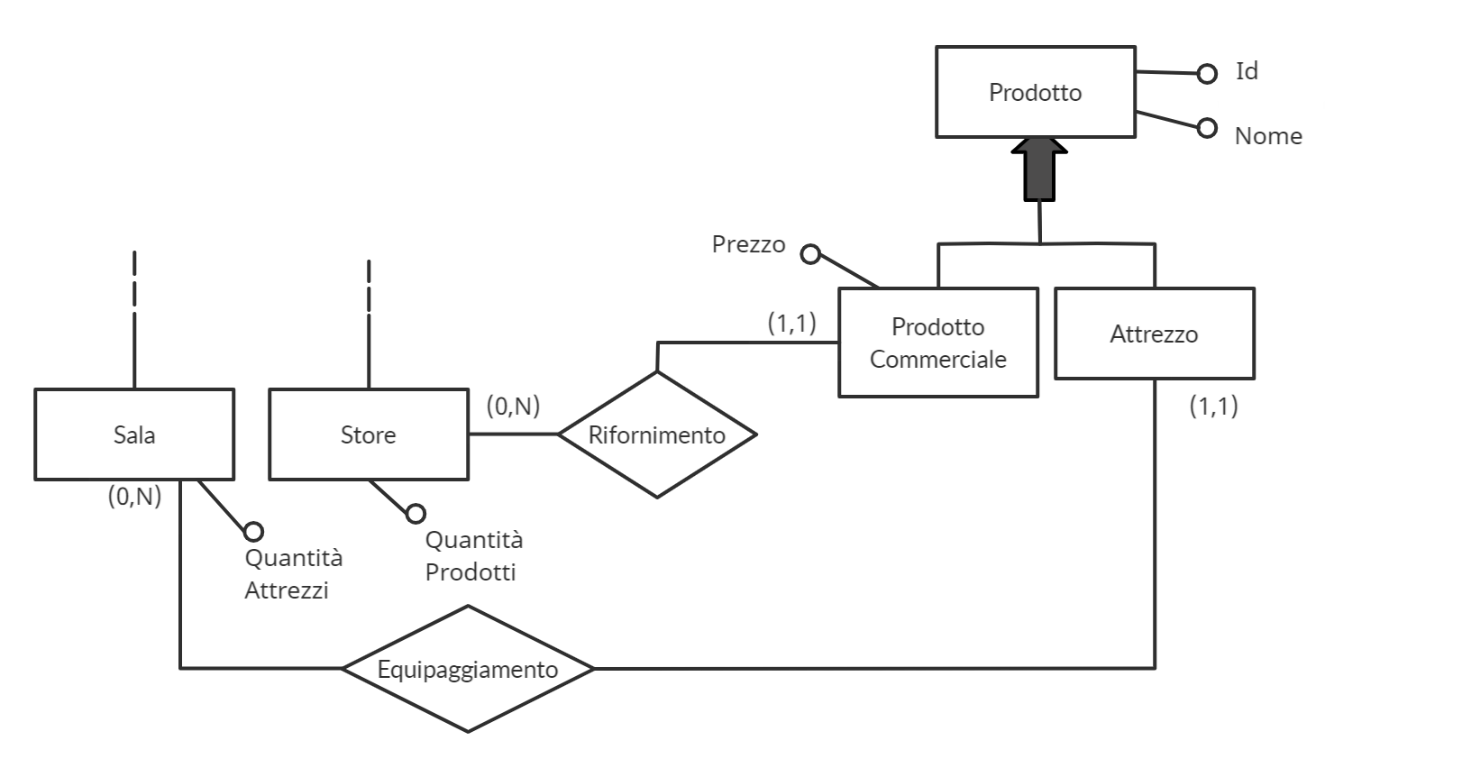 Prodotto
Id
Nome
Prezzo
(1,1)
Prodotto
Commerciale
Attrezzo
(1,1)
Sala
Store
(0,N)
Rifornimento
(0,N)
Quantità
Attrezzi
Quantità
Prodotti
Equipaggiamento